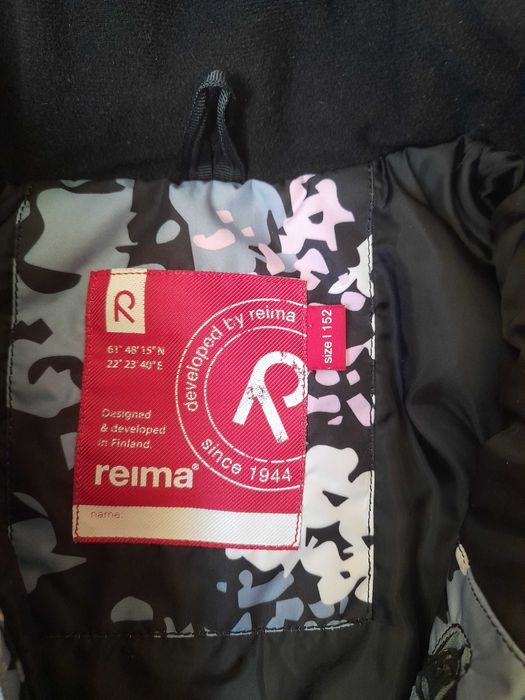 R
61° 48'15"N
22° 23'40"E
Designed
& developed
in Finland.
reima®
name:
developed by reima
R
since 1944
size | 152